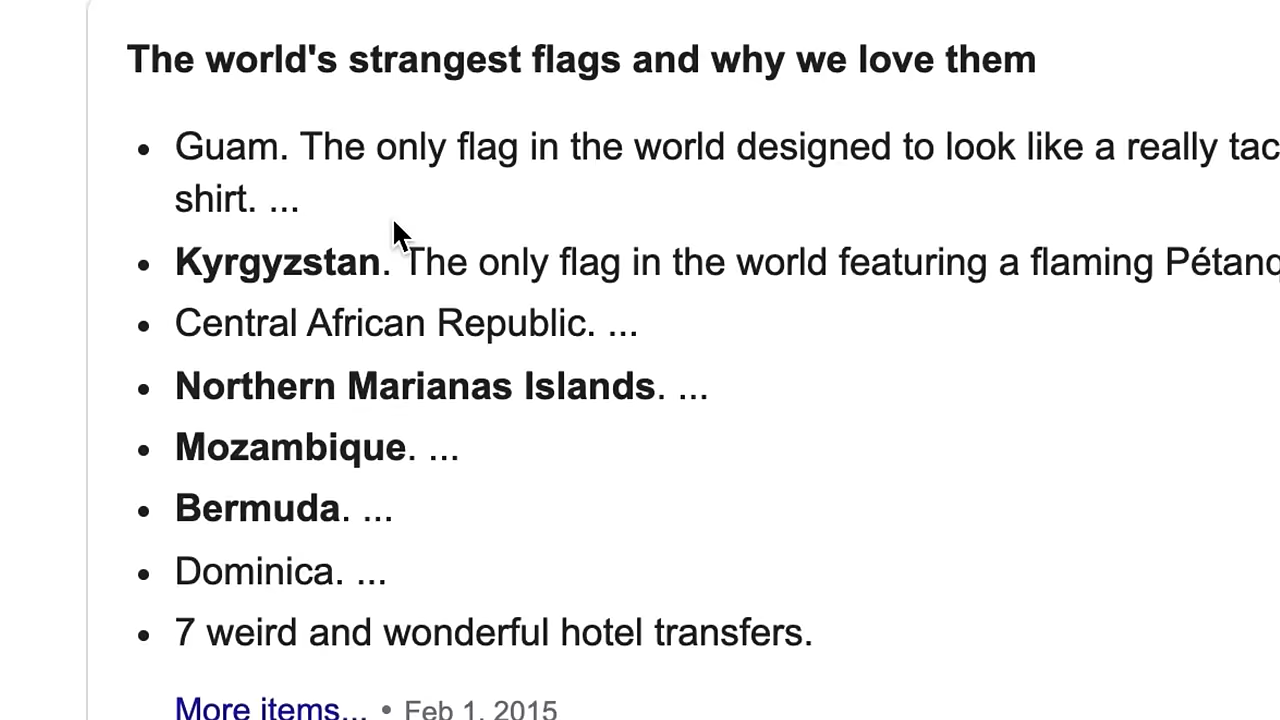 The world's strangest flags and why we love them
• Guam. The only flag in the world designed to look like a really
shirt. ...
• Kyrgyzstan. The only flag in the world featuring a flaming
• Central African Republic. ...
• Northern Marianas Islands. ...
• Mozambique. ...
• Bermuda. ...
• Dominica. ...
• 7 weird and wonderful hotel transfers.
More items... • Feb 1, 2015